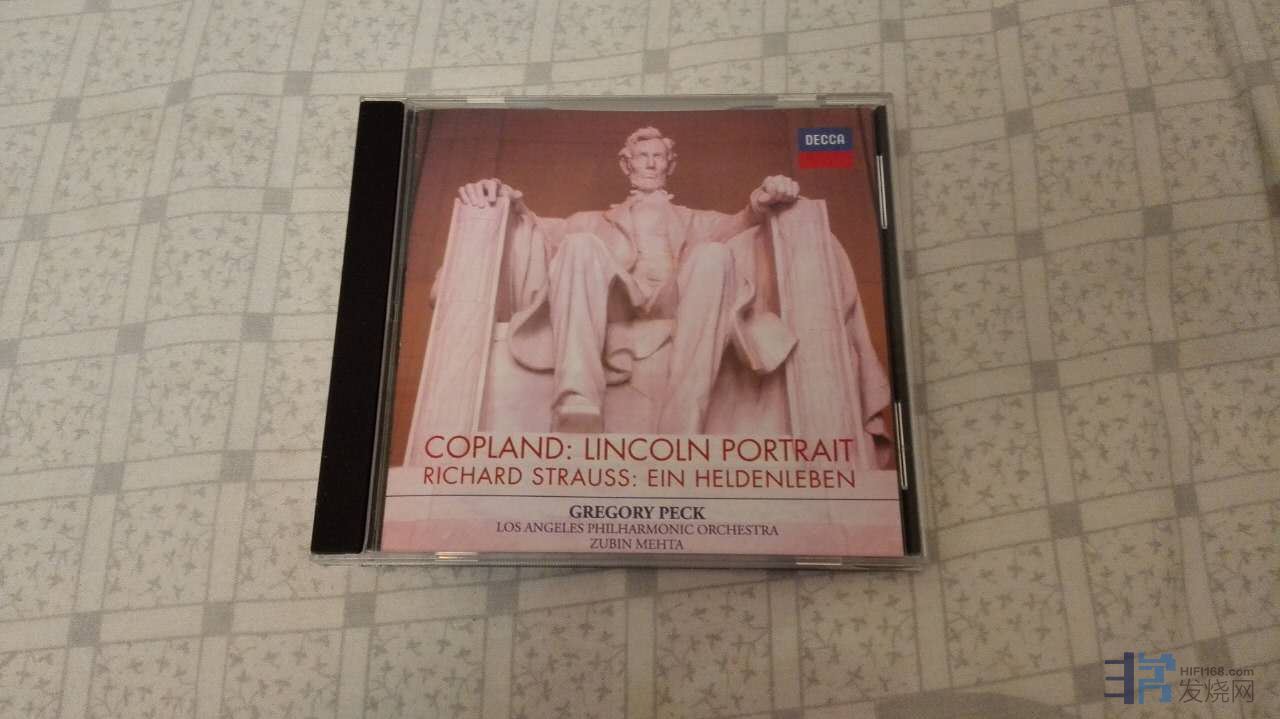 DECCA
COPLAND: LINCOLN PORTRAIT
RICHARD STRAUSS: EIN HELDENLEBEN
GREGORY PECK
LOS ANGELES PHILHARMONIC ORCHESTRA
ZUBIN MEHTA
HIFI168.com
发烧网